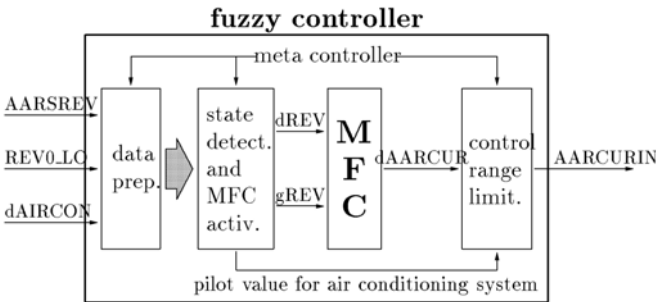 fuzzy controller
meta controller
AARSREV
REV0_LO
dAIRCON
data
prep.
state
detect.
and
MFC
activ.
dREV
gREV
M
F
C
dAARCUR
control
range
limit.
AARCURIN
pilot value for air conditioning system